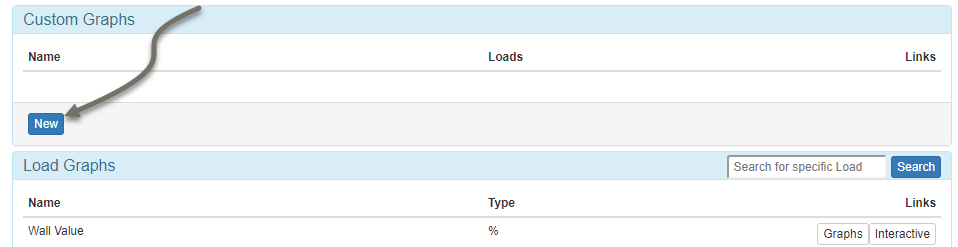 Custom Graphs
Name Loads Links
New
Load Graphs Search for specific Load Search
Name Type Links
Wall Value % Graphs Interactive